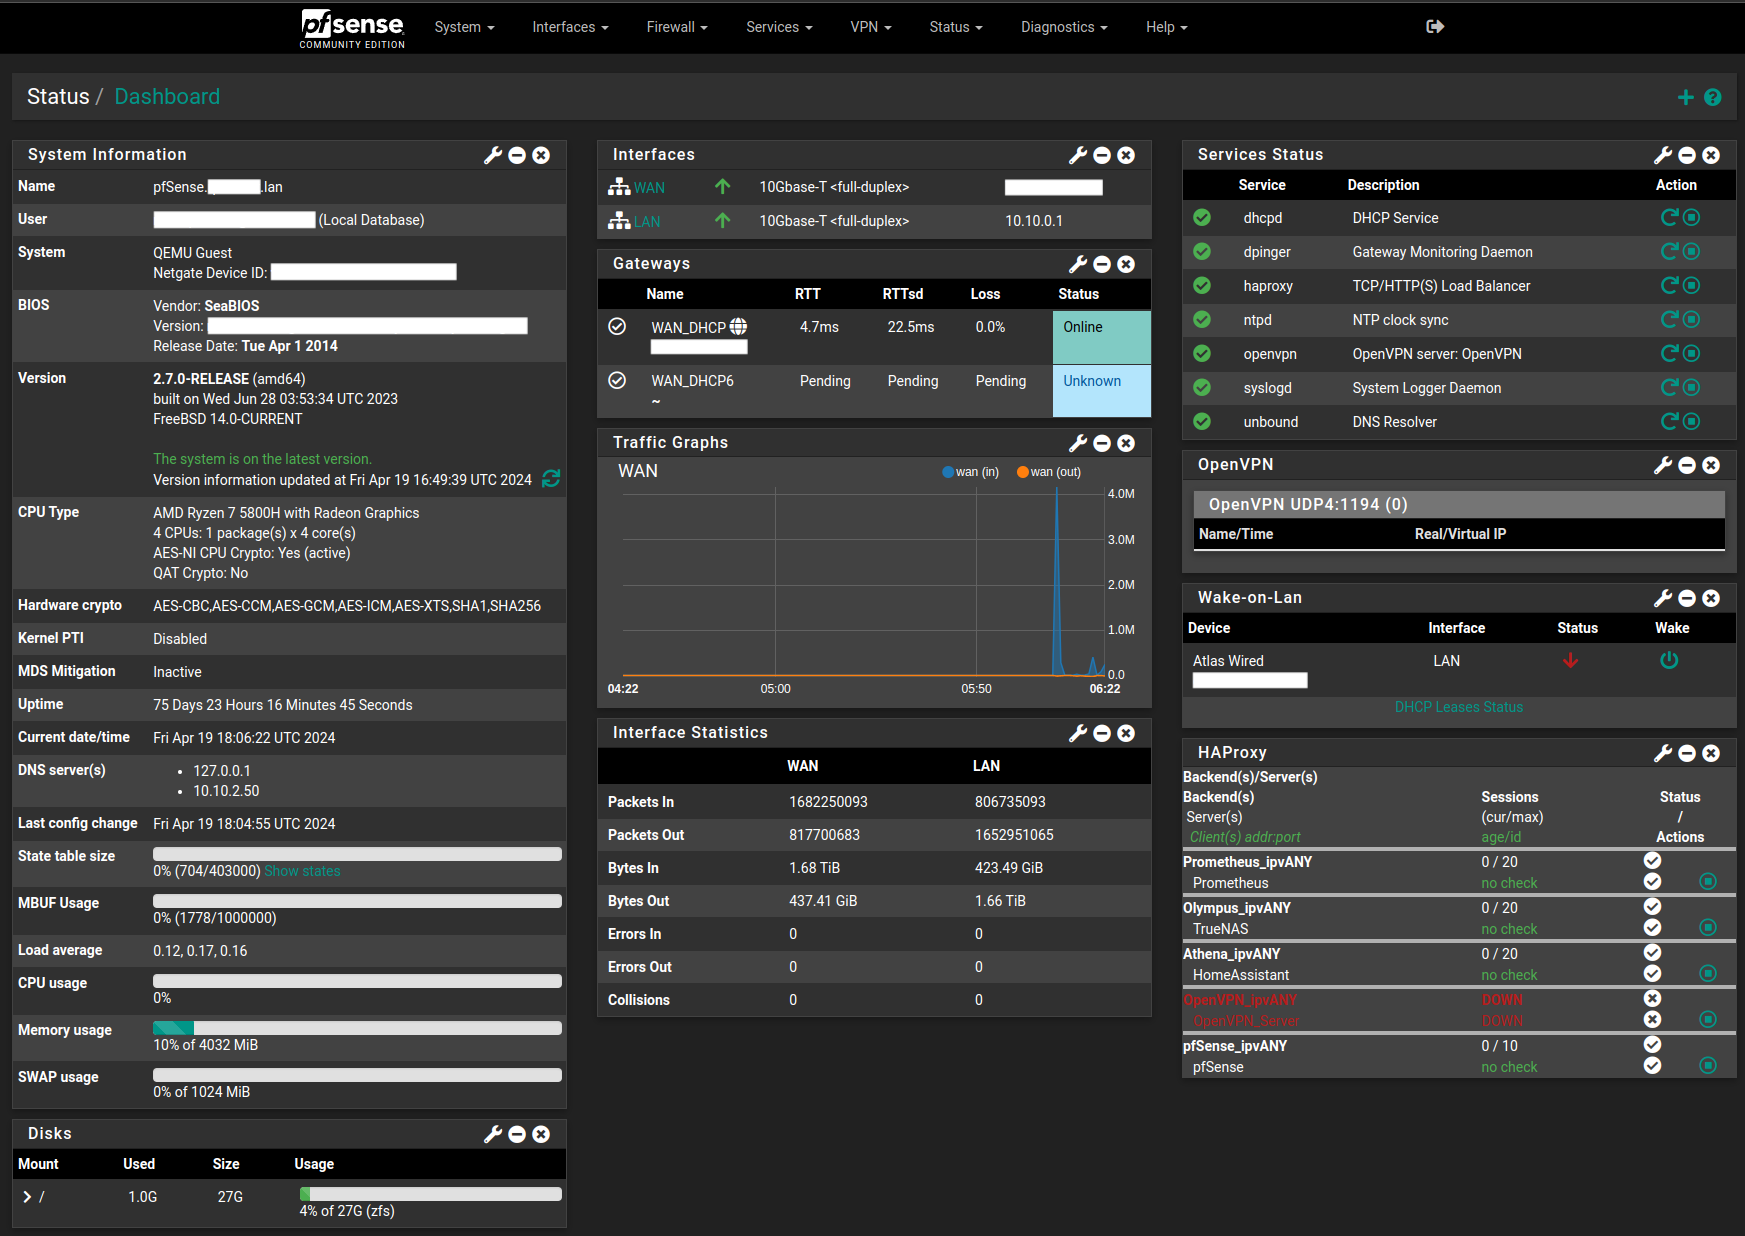 pfsense
COMMUNITY EDITION
System Interfaces Firewall Services VPN Status Diagnostics Help
Status / Dashboard
System Information
Name pfSense. .lan
User (Local Database)
System QEMU Guest
Netgate Device ID:
BIOS Vendor: SeaBIOS
Version:
Release Date: Tue Apr 1 2014
Version 2.7.0-RELEASE (amd64)
built on Wed Jun 28 03:53:34 UTC 2023
FreeBSD 14.0-CURRENT
The system is on the latest version.
Version information updated at Fri Apr 19 16:49:39 UTC 2024
CPU Type AMD Ryzen 7 5800H with Radeon Graphics
4 CPUs: 1 package(s) x 4 core(s)
AES-NI CPU Crypto: Yes (active)
QAT Crypto: No
Hardware crypto AES-CBC,AES-CCM,AES-GCM,AES-ICM,AES-XTS,SHA1,SHA256
Kernel PTI Disabled
MDS Mitigation Inactive
Uptime 75 Days 23 Hours 16 Minutes 45 Seconds
Current date/time Fri Apr 19 18:06:22 UTC 2024
DNS server(s) • 127.0.0.1
• 10.10.2.50
Last config change Fri Apr 19 18:04:55 UTC 2024
State table size
0% (704/403000) Show states
MBUF Usage
0% (1778/1000000)
Load average 0.12, 0.17, 0.16
CPU usage
0%
Memory usage
10% of 4032 MiB
SWAP usage
0% of 1024 MiB
Disks
Mount Used Size Usage
/ 1.0G 27G
4% of 27G (zfs)
Interfaces
WAN 10Gbase-T <full-duplex>
LAN 10Gbase-T <full-duplex> 10.10.0.1
Gateways
Name RTT RTTsd Loss Status
WAN_DHCP 4.7ms 22.5ms 0.0% Online
WAN_DHCP6 Pending Pending Pending Unknown
~
Traffic Graphs
WAN wan (in) wan (out)
4.0M
3.0M
2.0M
1.0M
0.0
04:22 05:00 05:50 06:22
Interface Statistics
WAN LAN
Packets In 1682250093 806735093
Packets Out 817700683 1652951065
Bytes In 1.68 TiB 423.49 GiB
Bytes Out 437.41 GiB 1.66 TiB
Errors In 0 0
Errors Out 0 0
Collisions 0 0
Services Status
Service Description Action
dhcpd DHCP Service
dpinger Gateway Monitoring Daemon
haproxy TCP/HTTP(S) Load Balancer
ntpd NTP clock sync
openvpn OpenVPN server: OpenVPN
syslogd System Logger Daemon
unbound DNS Resolver
OpenVPN
OpenVPN UDP4:1194 (0)
Name/Time Real/Virtual IP
Wake-on-Lan
Device Interface Status Wake
Atlas Wired LAN
DHCP Leases Status
HAProxy
Backend(s)/Server(s)
Backend(s) Sessions Status
Server(s) (cur/max) /
Client(s) addr:port age/id Actions
Prometheus_ipvANY 0 / 20
Prometheus no check
Olympus_ipvANY 0 / 20
TrueNAS no check
Athena_ipvANY 0 / 20
HomeAssistant no check
OpenVPN_ipvANY DOWN
OpenVPN_Server DOWN
pfSense_ipvANY 0 / 10
pfSense no check